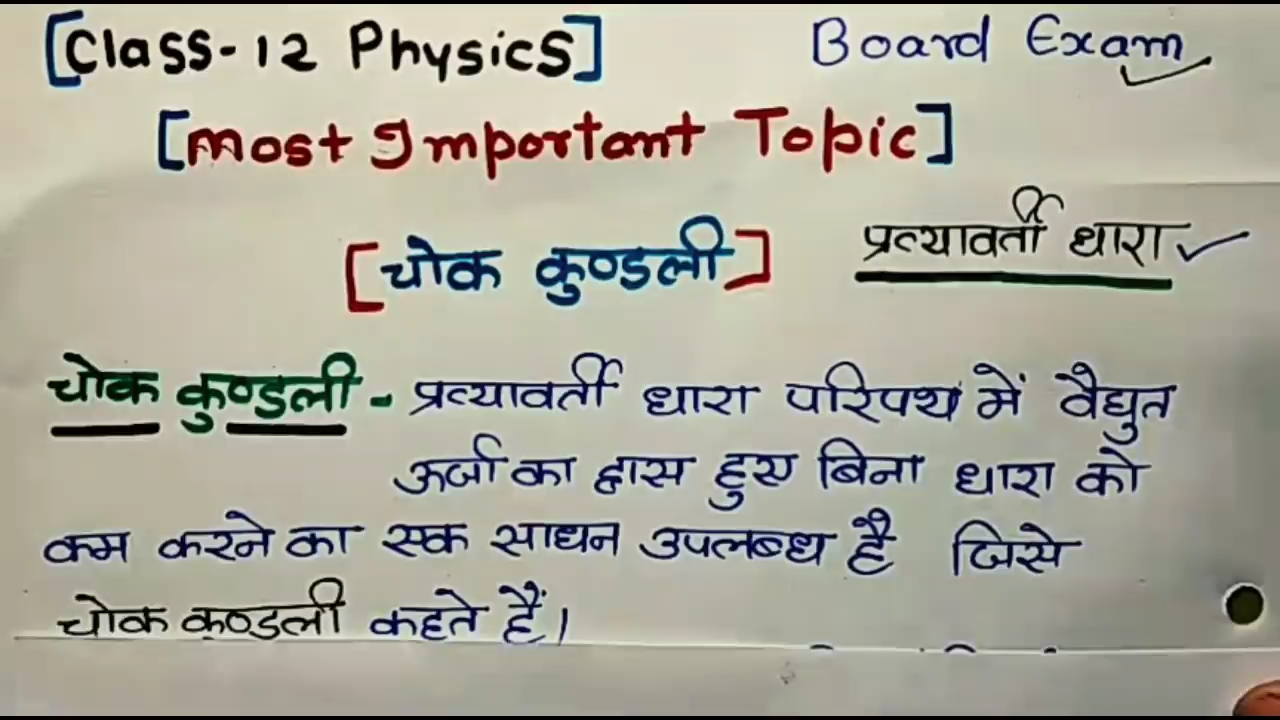 [Class-12 Physics] Board Exam
[Most Important Topic]
[चोक कुण्डली] प्रत्यावर्ती धारा
चोक कुण्डली - प्रत्यावर्ती धारा परिपथ में वैद्युत
ऊर्जा का ह्रास हुए बिना धारा को
कम करने का एक साधन उपलब्ध है जिसे
चोक कुण्डली कहते हैं।